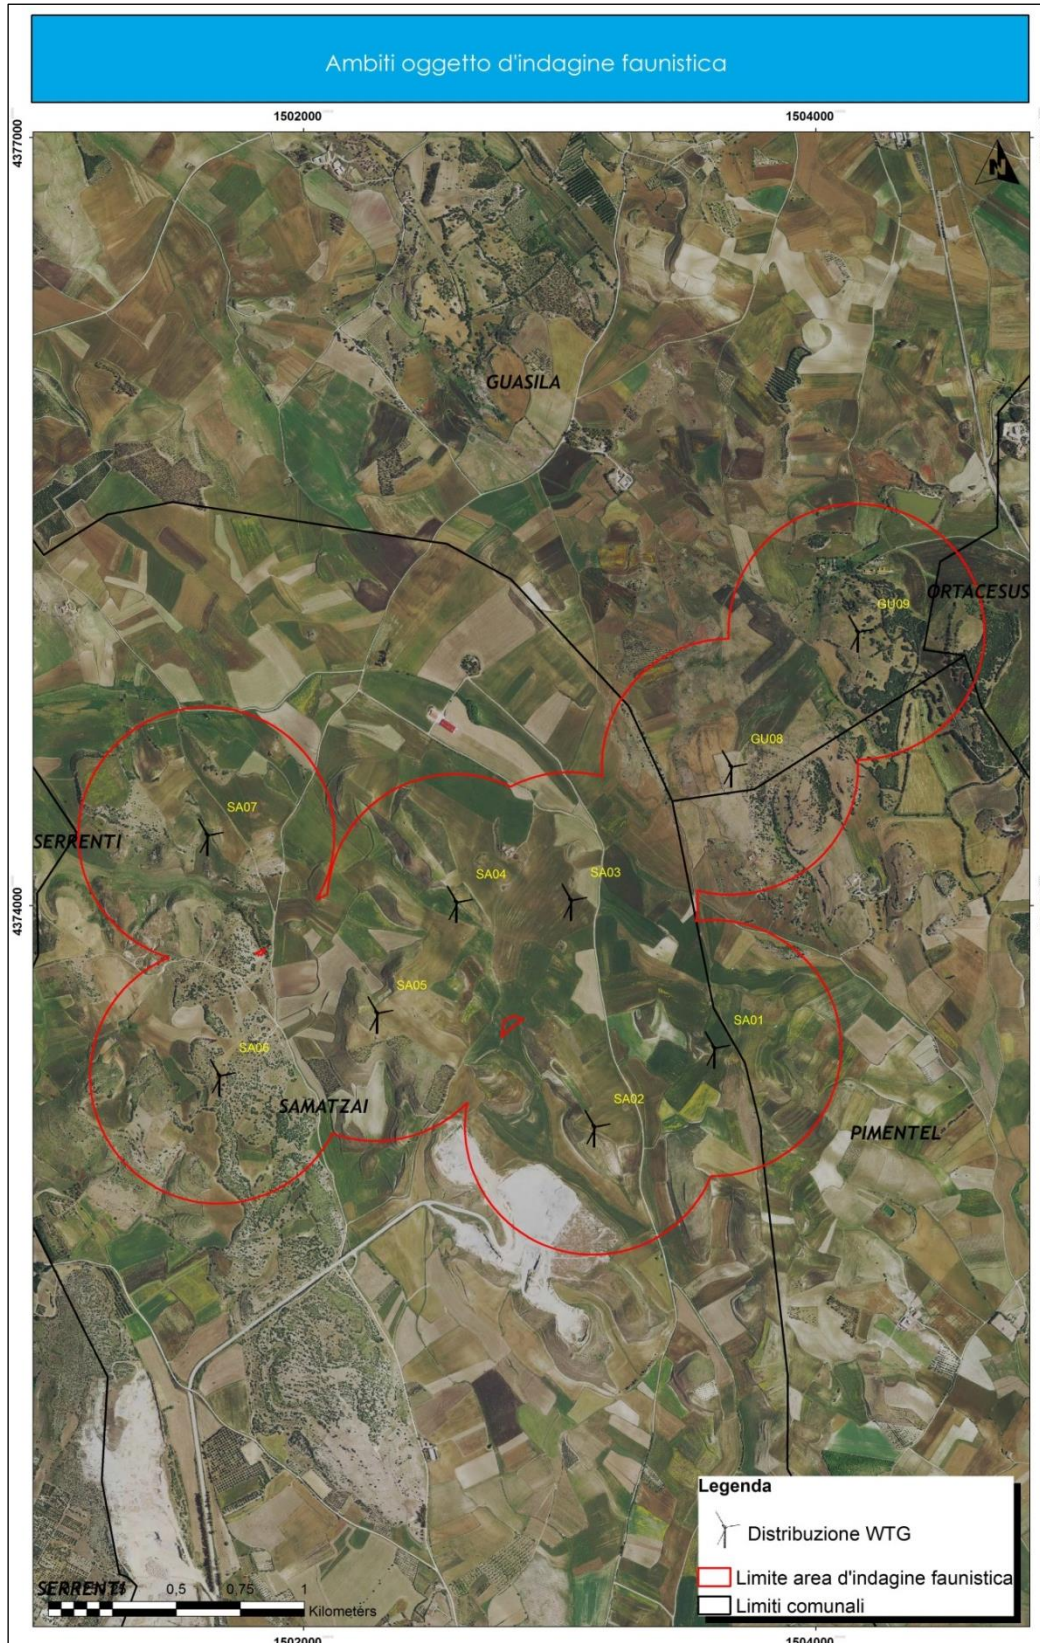 Ambiti oggetto d'indagine faunistica
1502000
1504000
4377000
N
GUASILA
GU09
ORTACESUS
GU08
SA07
SERRENTI
SA04
SA03
4374000
SA05
SA01
SA06
SA02
SAMATZAI
PIMENTEL
Legenda
Distribuzione WTG
Limite area d'indagine faunistica
Limiti comunali
SERRENTI
0,5
0,75
1
Kilometers
1502000
1504000